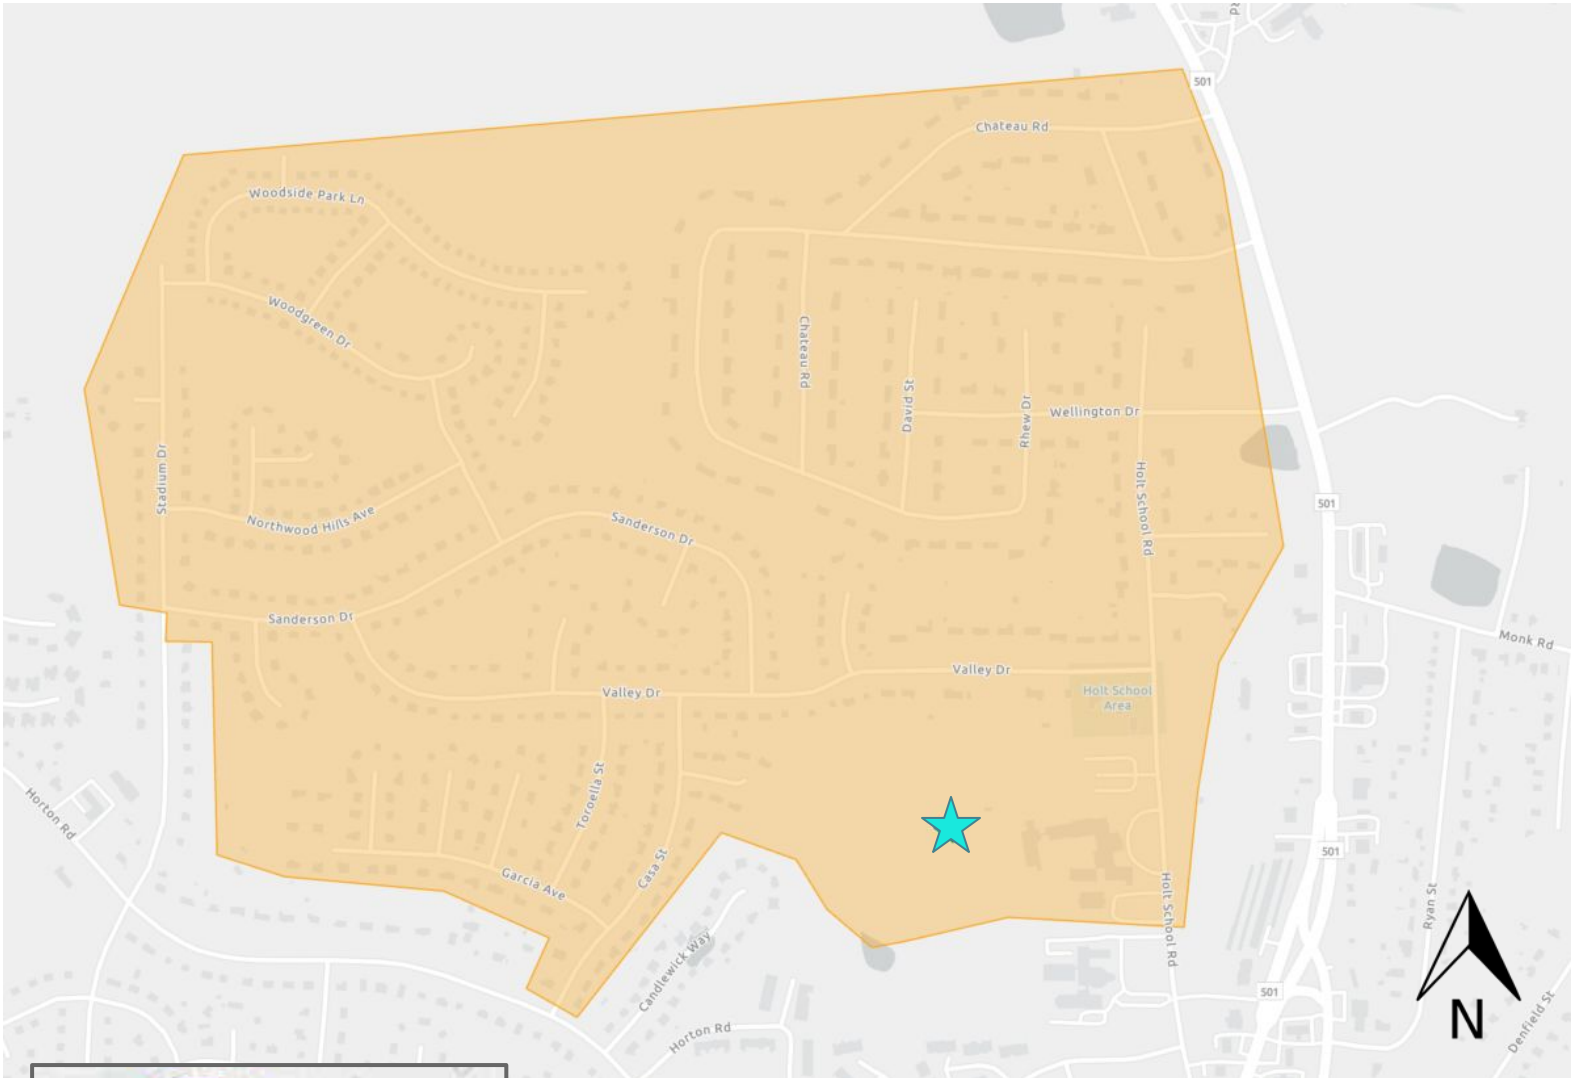 501
Chateau Rd
Woodside Park Ln
Woodgreen Dr
Chateau Rd
David St
Rhew Dr
Wellington Dr
Stadium Dr
Holt School Rd
501
Northwood Hills Ave
Sanderson Dr
Sanderson Dr
Monk Rd
Valley Dr
Valley Dr
Holt School
Area
Horton Rd
Toroella St
501
Casa St
Garcia Ave
Holt School Rd
Ryan St
Candlewick Way
501
N
Horton Rd
Denfield St